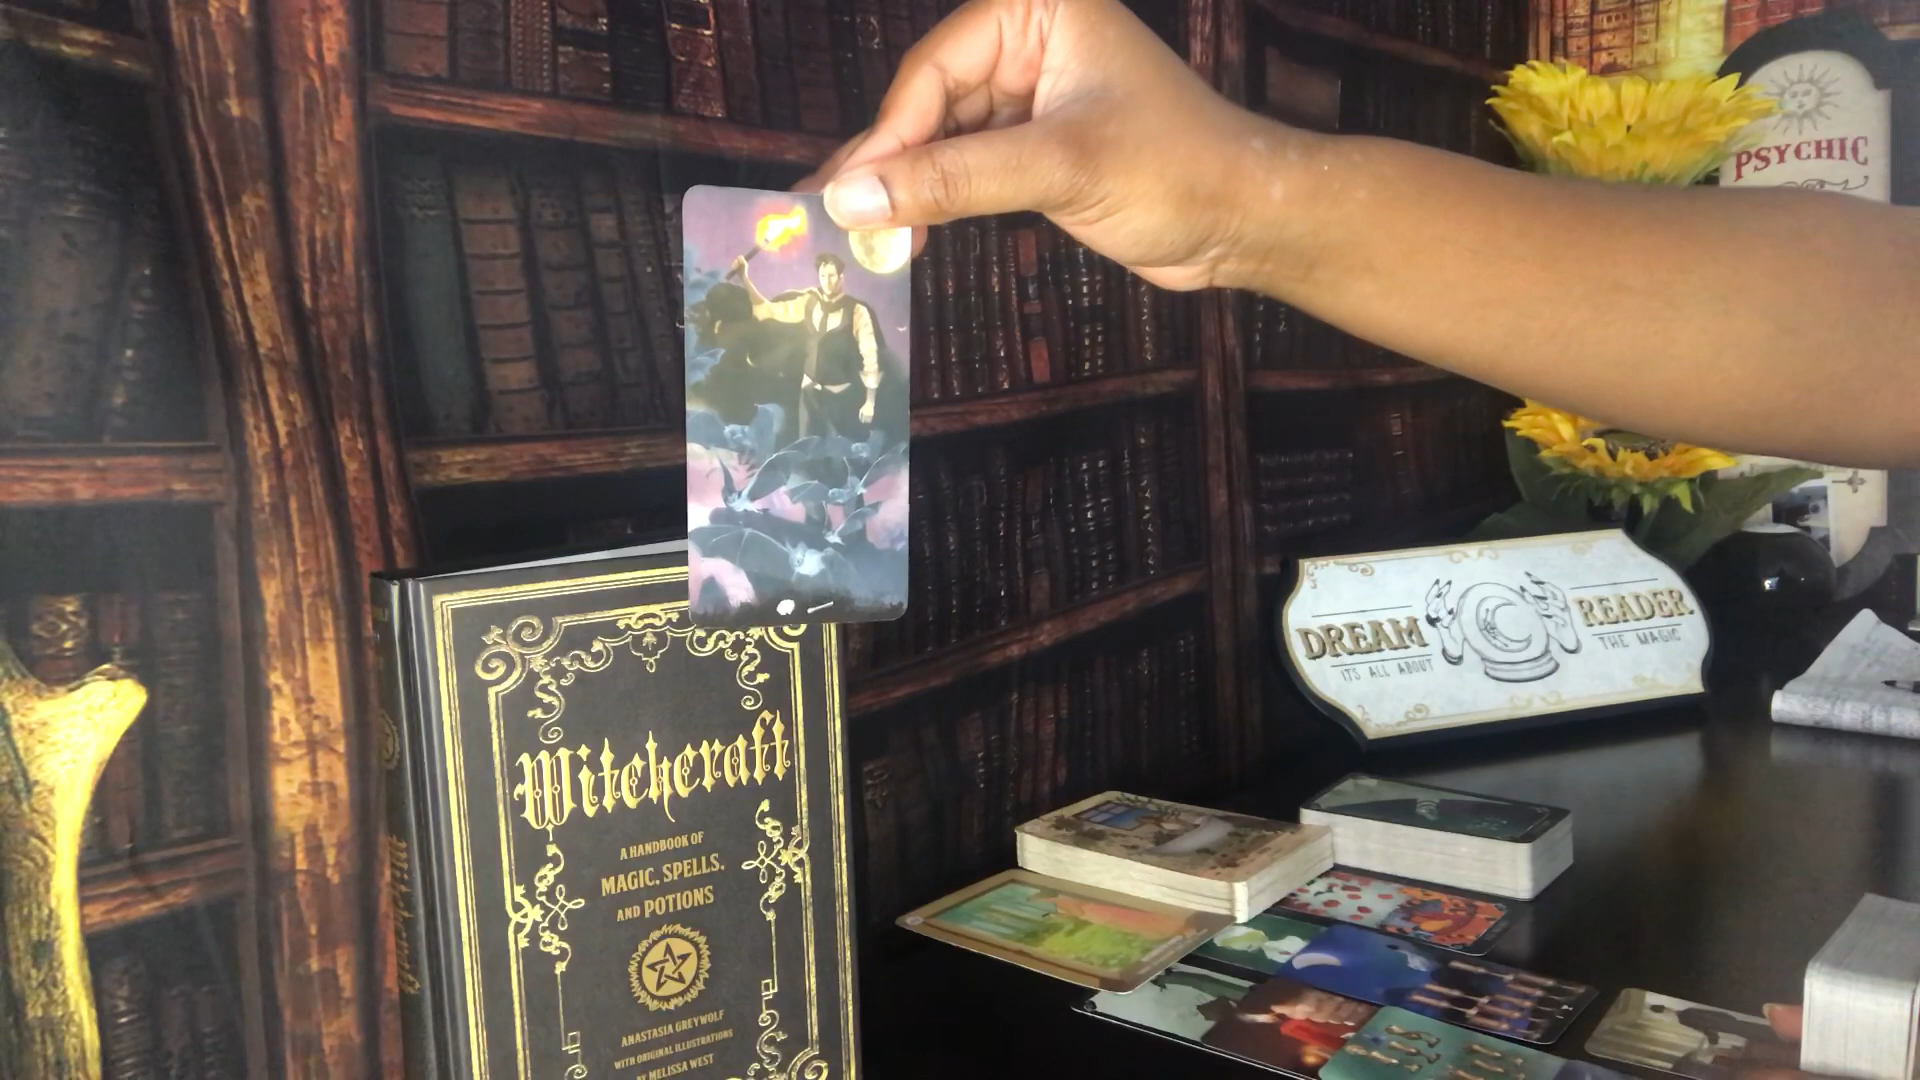 PSYCHIC
DREAM
READER
IT'S ALL ABOUT
THE MAGIC
Witchcraft
A HANDBOOK OF
MAGIC, SPELLS,
AND POTIONS
ANASTASIA GREYWOLF
WITH ORIGINAL ILLUSTRATIONS
BY MELISSA WEST